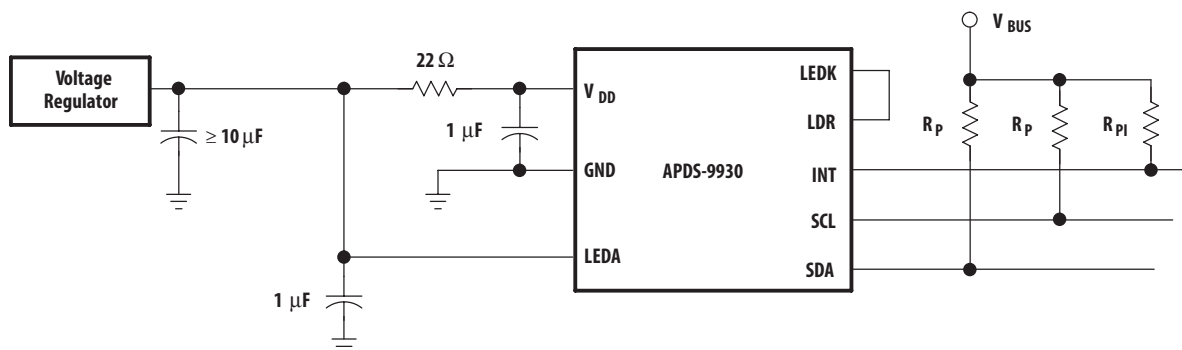 V BUS
Voltage
Regulator
22 Ω
≥ 10 µF
1 µF
V DD
GND
LEDA
1 µF
APDS-9930
LEDK
LDR
INT
SCL
SDA
R P
R P
R PI